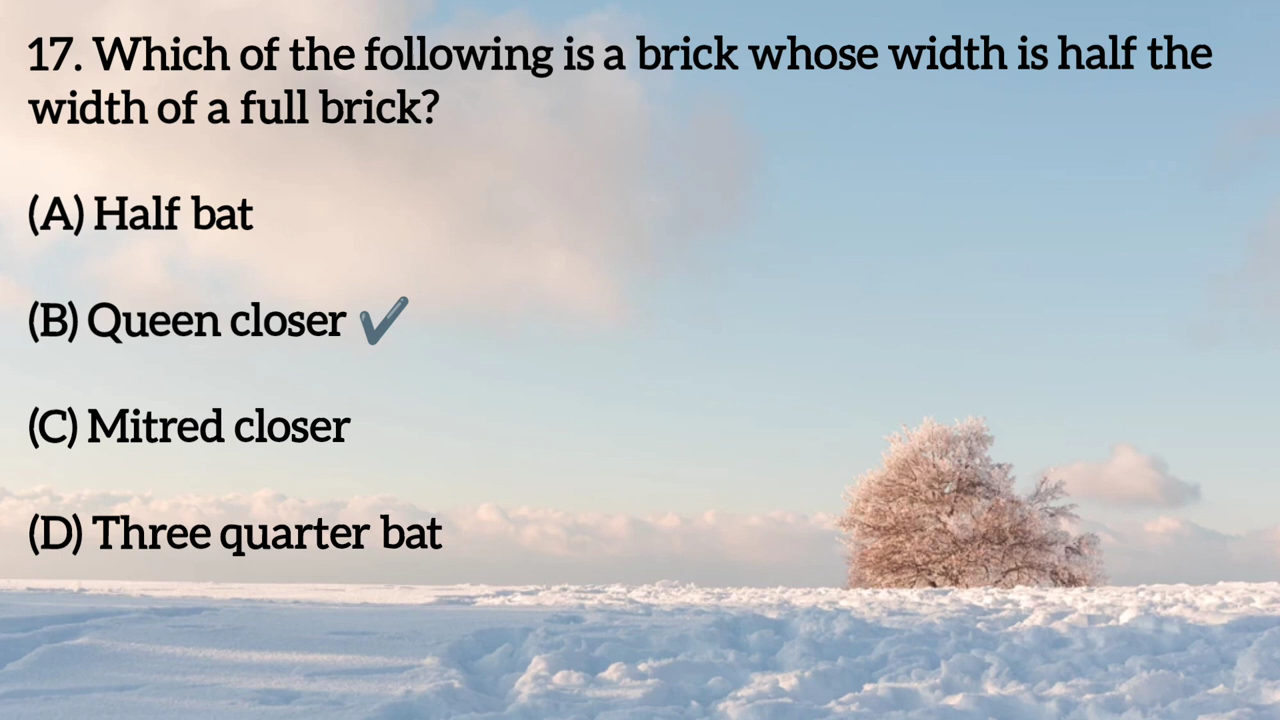 17. Which of the following is a brick whose width is half the
width of a full brick?
(A) Half bat
(B) Queen closer ✔
(C) Mitred closer
(D) Three quarter bat